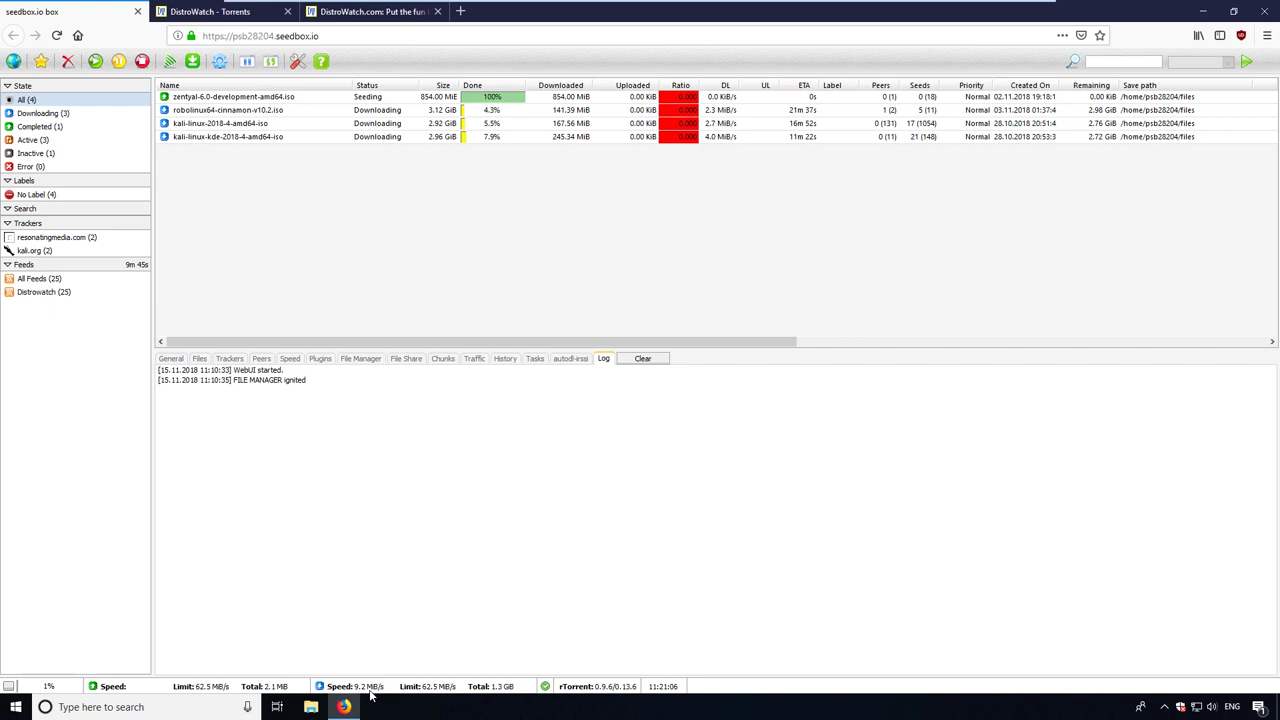 seedbox.io box
DistroWatch - Torrents
DistroWatch.com: Put the fun
https://psb28204.seedbox.io
State
All (4)
Downloading (3)
Completed (1)
Active (3)
Inactive (1)
Error (0)
Labels
No Label (4)
Search
Trackers
resonatingmedia.com (2)
kali.org (2)
Feeds 9m 45s
All Feeds (25)
Distrowatch (25)
Name Status Size Done Downloaded Uploaded Ratio DL UL ETA Label Peers Seeds Priority Created On Remaining Save path
zentyal-6.0-development-amd64.iso Seeding 854.00 MiE 100% 854.00 MiB 0.00 KiB 0.000 0.0 KiB/s 0s 0 (1) 0 (18) Normal 02.11.2018 19:18:1 0.00 KiB /home/psb28204/files
robolinux64-cinnamon-v10.2.iso Downloading 3.12 GiB 4.3% 141.39 MiB 0.00 KiB 0.000 2.3 MiB/s 21m 37s 1 (2) 5 (11) Normal 03.11.2018 01:37:4 2.98 GiB /home/psb28204/files
kali-linux-2018-4-amd64-iso Downloading 2.92 GiB 5.5% 167.56 MiB 0.00 KiB 0.000 2.7 MiB/s 16m 52s 0 (131) 17 (1054) Normal 28.10.2018 20:51:4 2.76 GiB /home/psb28204/files
kali-linux-kde-2018-4-amd64-iso Downloading 2.96 GiB 7.9% 245.34 MiB 0.00 KiB 0.000 4.0 MiB/s 11m 22s 0 (11) 21 (148) Normal 28.10.2018 20:53:3 2.72 GiB /home/psb28204/files
General Files Trackers Peers Speed Plugins File Manager File Share Chunks Traffic History Tasks autodl-irssi Log Clear
[15.11.2018 11:10:33] WebUI started.
[15.11.2018 11:10:35] FILE MANAGER ignited
1% Speed: Limit: 62.5 MB/s Total: 2.1 MB Speed: 9.2 MB/s Limit: 62.5 MB/s Total: 1.3 GB rTorrent: 0.9.6/0.13.6 11:21:06
Type here to search
ENG
1